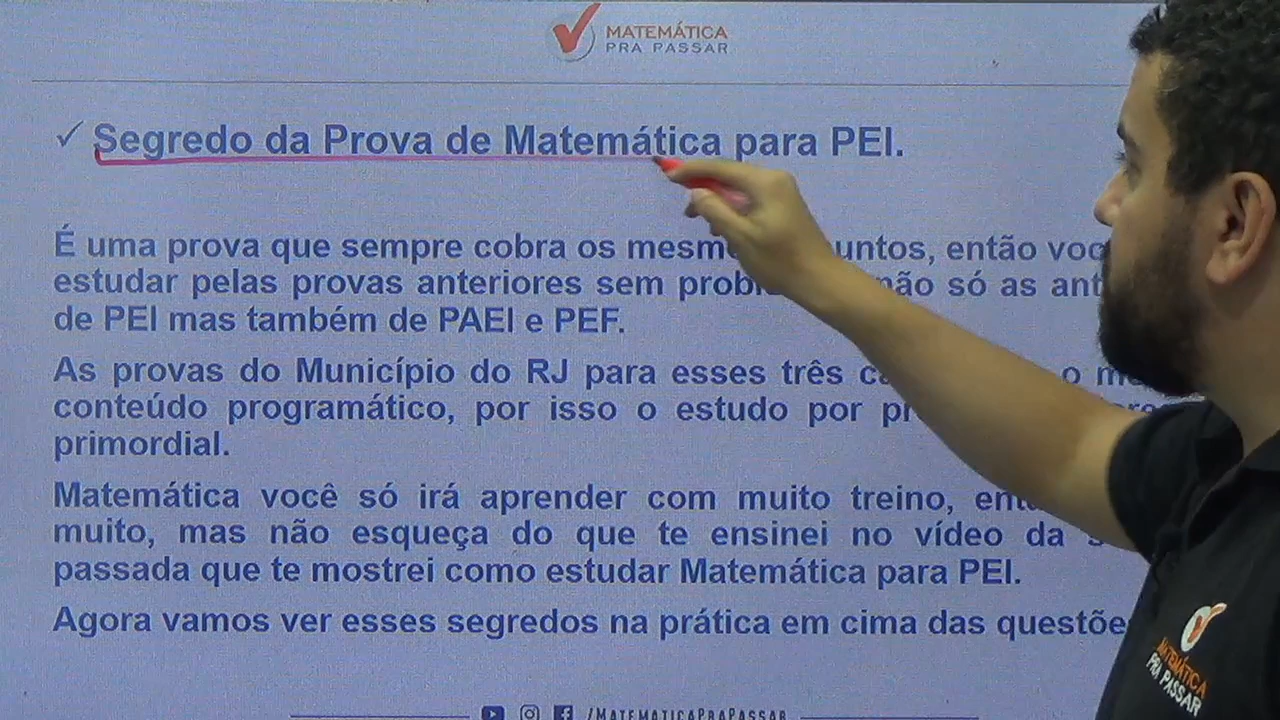 MATEMÁTICA
PRA PASSAR
✓ Segredo da Prova de Matemática para PEI.
É uma prova que sempre cobra os então
estudar pelas provas anteriores sem não só as
de PEI mas também de PAEI e PEF.
As provas do Município do RJ para esses três o
conteúdo programático, por isso o estudo por
primordial.
Matemática você só irá aprender com muito treino,
muito, mas não esqueça do que te ensinei no vídeo da
passada que te mostrei como estudar Matemática para PEI.
Agora vamos ver esses segredos na prática em cima das
/MATEMATICAPRAPASSAR
MATEMÁTICA
PRA PASSAR